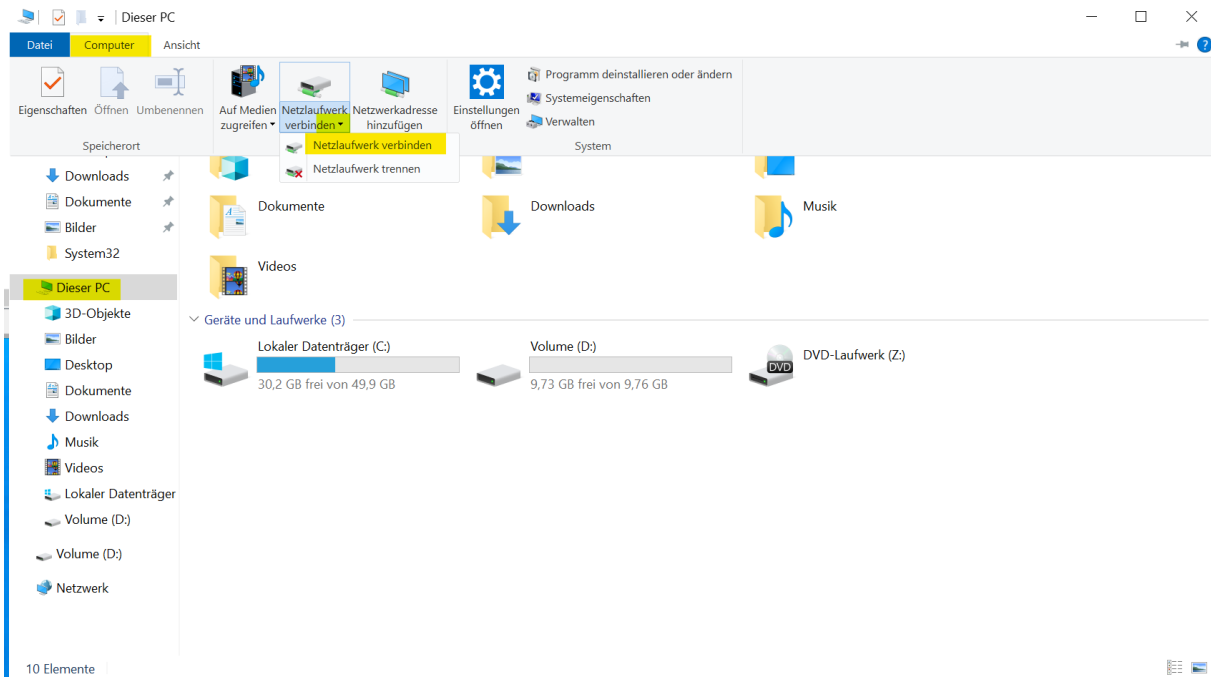 Dieser PC
Datei Computer Ansicht
Eigenschaften Öffnen Umbenennen
Speicherort
Auf Medien zugreifen
Netzlaufwerk verbinden
Netzwerkadresse hinzufügen
Einstellungen öffnen
Programm deinstallieren oder ändern
Systemeigenschaften
Verwalten
System
Netzlaufwerk verbinden
Netzlaufwerk trennen
Downloads
Dokumente
Bilder
System32
Dieser PC
3D-Objekte
Bilder
Desktop
Dokumente
Downloads
Musik
Videos
Lokaler Datenträger
Volume (D:)
Volume (D:)
Netzwerk
Dokumente
Downloads
Musik
Videos
Geräte und Laufwerke (3)
Lokaler Datenträger (C:)
30,2 GB frei von 49,9 GB
Volume (D:)
9,73 GB frei von 9,76 GB
DVD-Laufwerk (Z:)
DVD
10 Elemente